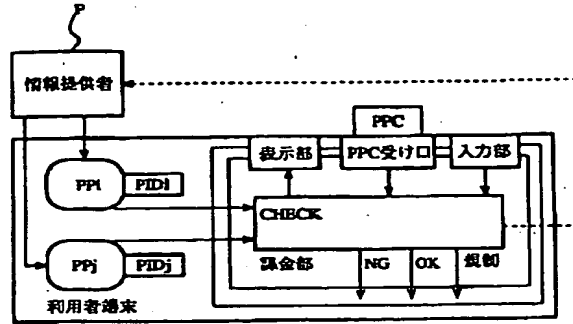 P
情報提供者
PPC
表示部
PPC受け口
入力部
PPi
PIDi
CHECK
PPj
PIDj
課金部
NG
OK
規制
利用者端末